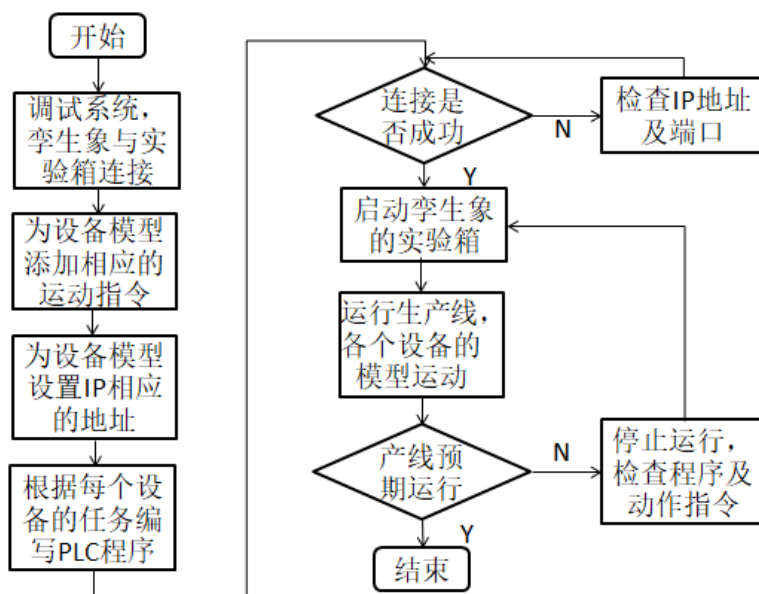 开始
调试系统，
孪生象与实
验箱连接
为设备模型
添加相应的
运动指令
为设备模型
设置IP相应
的地址
根据每个设
备的任务编
写PLC程序
连接是
否成功
N
检查IP地址
及端口
Y
启动孪生象
的实验箱
运行生产线，
各个设备的
模型运动
产线预
期运行
N
停止运行，
检查程序及
动作指令
Y
结束